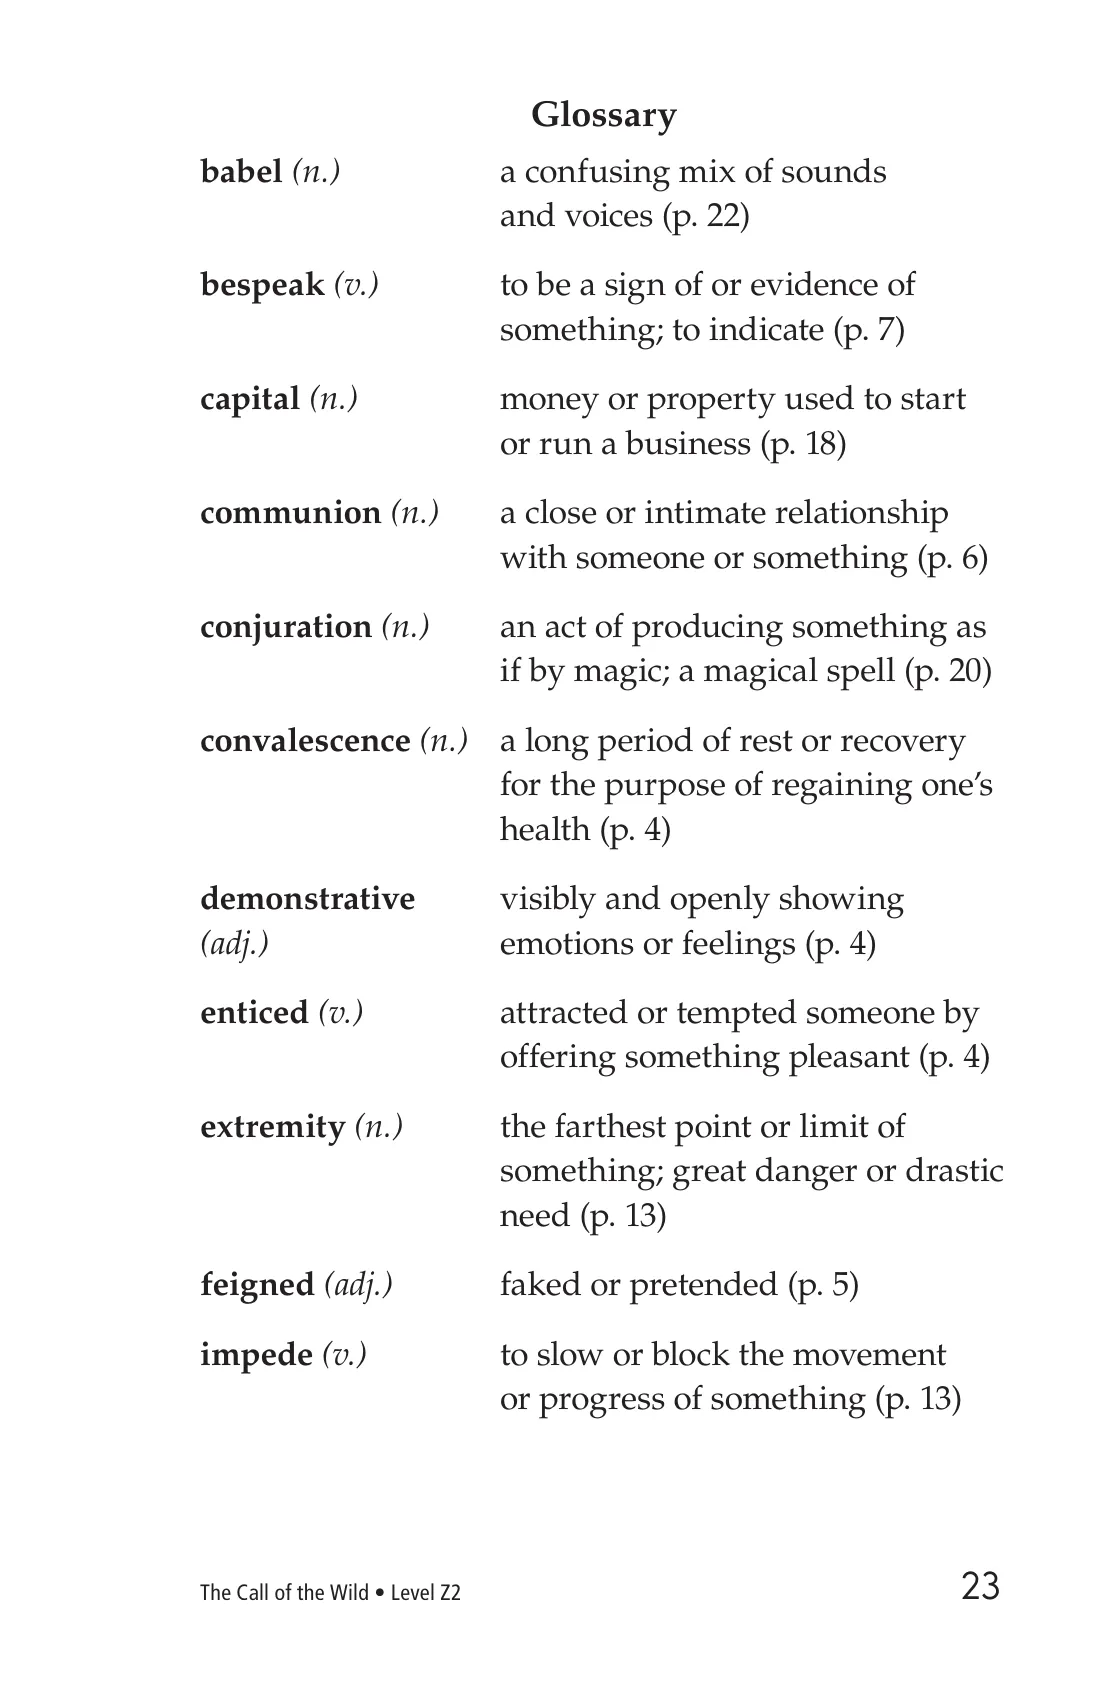 Glossary
babel (n.) a confusing mix of sounds
and voices (p. 22)
bespeak (v.) to be a sign of or evidence of
something; to indicate (p. 7)
capital (n.) money or property used to start
or run a business (p. 18)
communion (n.) a close or intimate relationship
with someone or something (p. 6)
conjuration (n.) an act of producing something as
if by magic; a magical spell (p. 20)
convalescence (n.) a long period of rest or recovery
for the purpose of regaining one’s
health (p. 4)
demonstrative visibly and openly showing
(adj.) emotions or feelings (p. 4)
enticed (v.) attracted or tempted someone by
offering something pleasant (p. 4)
extremity (n.) the farthest point or limit of
something; great danger or drastic
need (p. 13)
feigned (adj.) faked or pretended (p. 5)
impede (v.) to slow or block the movement
or progress of something (p. 13)
The Call of the Wild • Level Z2 23